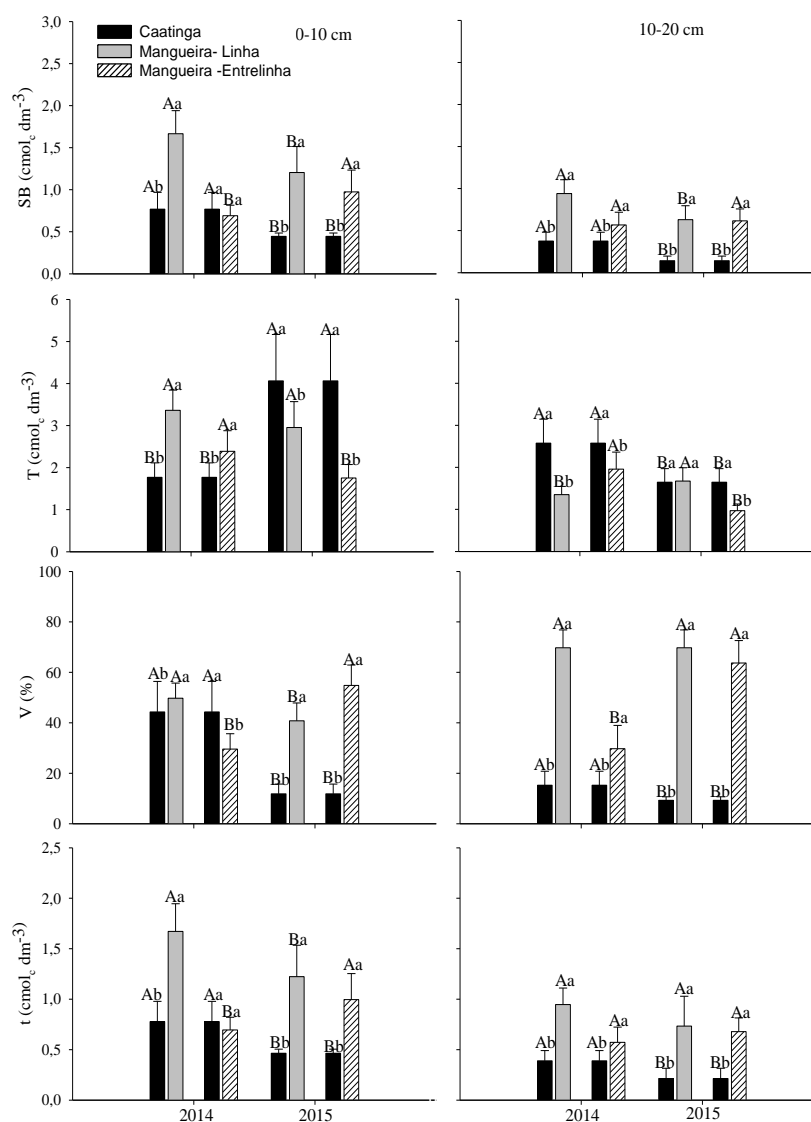 Caatinga
Mangueira- Linha
Mangueira -Entrelinha
0-10 cm
10-20 cm
SB (cmolc dm-3)
3,0
2,5
2,0
1,5
1,0
0,5
0,0
Ab Aa Aa Ba Bb Ba Bb Aa
Ab Aa Ab Aa Bb Ba Bb Aa
T (cmolc dm-3)
6
5
4
3
2
1
0
Bb Aa Bb Aa Aa Ab Aa Bb
Aa Bb Aa Ab Ba Aa Ba Bb
V (%)
100
80
60
40
20
0
Ab Aa Aa Bb Bb Ba Bb Aa
Ab Aa Ab Ba Bb Aa Bb Aa
t (cmolc dm-3)
2,5
2,0
1,5
1,0
0,5
0,0
Ab Aa Aa Ba Bb Ba Bb Aa
Ab Aa Ab Aa Bb Aa Bb Aa
2014 2015
2014 2015